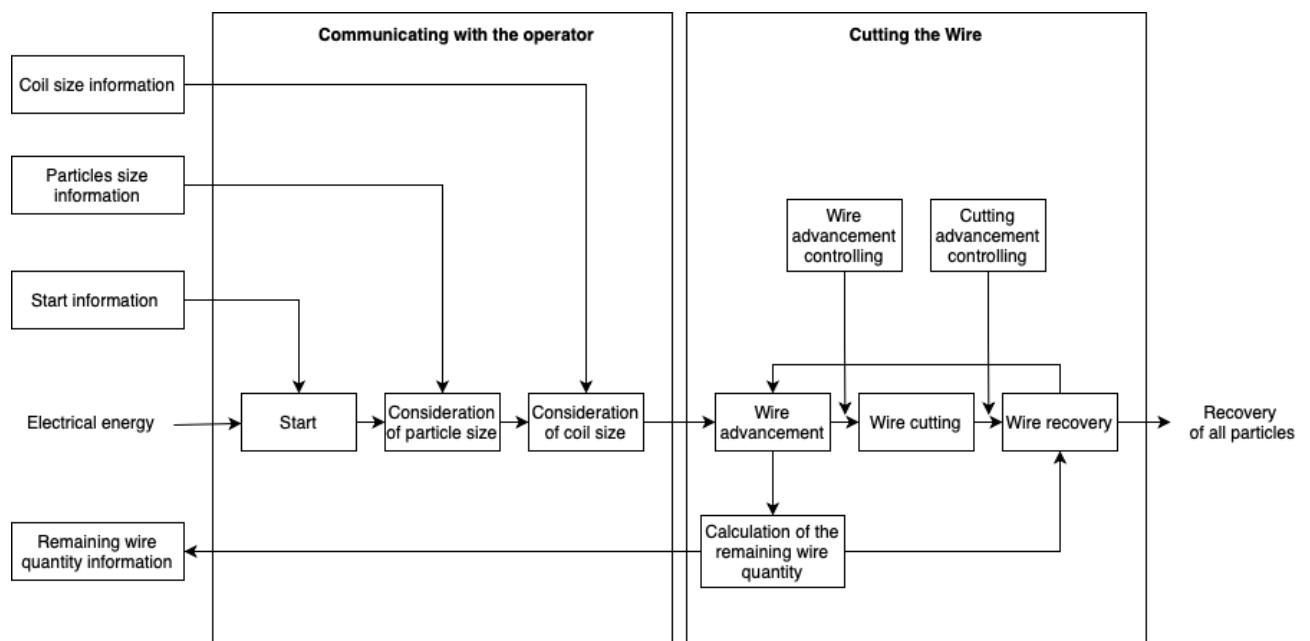 Communicating with the operator
Cutting the Wire
Coil size information
Particles size
information
Wire
advancement
controlling
Cutting
advancement
controlling
Start information
Electrical energy
Start
Consideration
of particle size
Consideration
of coil size
Wire
advancement
Wire cutting
Wire recovery
Recovery
of all particles
Remaining wire
quantity information
Calculation of the
remaining wire
quantity